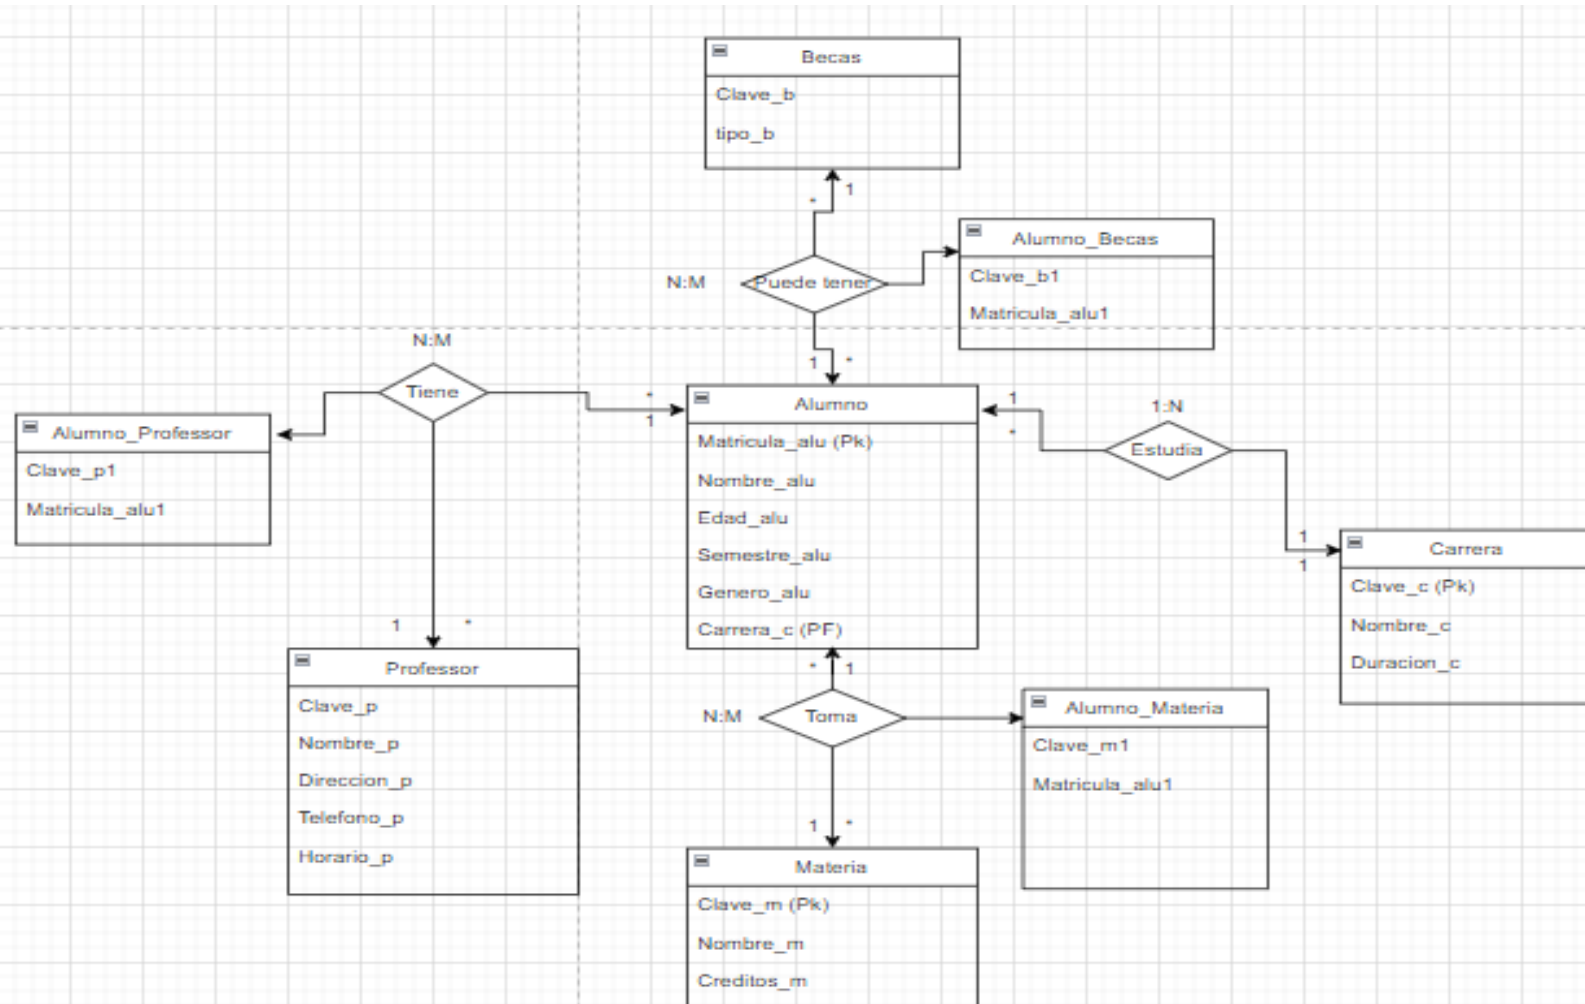 Becas
Clave_b
tipo_b
*
1
Alumno_Becas
Clave_b1
Matricula_alu1
N:M
Puede tener
1
*
N:M
Tiene
*
1
Alumno_Professor
Clave_p1
Matricula_alu1
Alumno
Matricula_alu (Pk)
Nombre_alu
Edad_alu
Semestre_alu
Genero_alu
Carrera_c (PF)
1
*
1:N
Estudia
1
1
Carrera
Clave_c (Pk)
Nombre_c
Duracion_c
1
*
Professor
Clave_p
Nombre_p
Direccion_p
Telefono_p
Horario_p
*
1
N:M
Toma
Alumno_Materia
Clave_m1
Matricula_alu1
1
*
Materia
Clave_m (Pk)
Nombre_m
Creditos_m